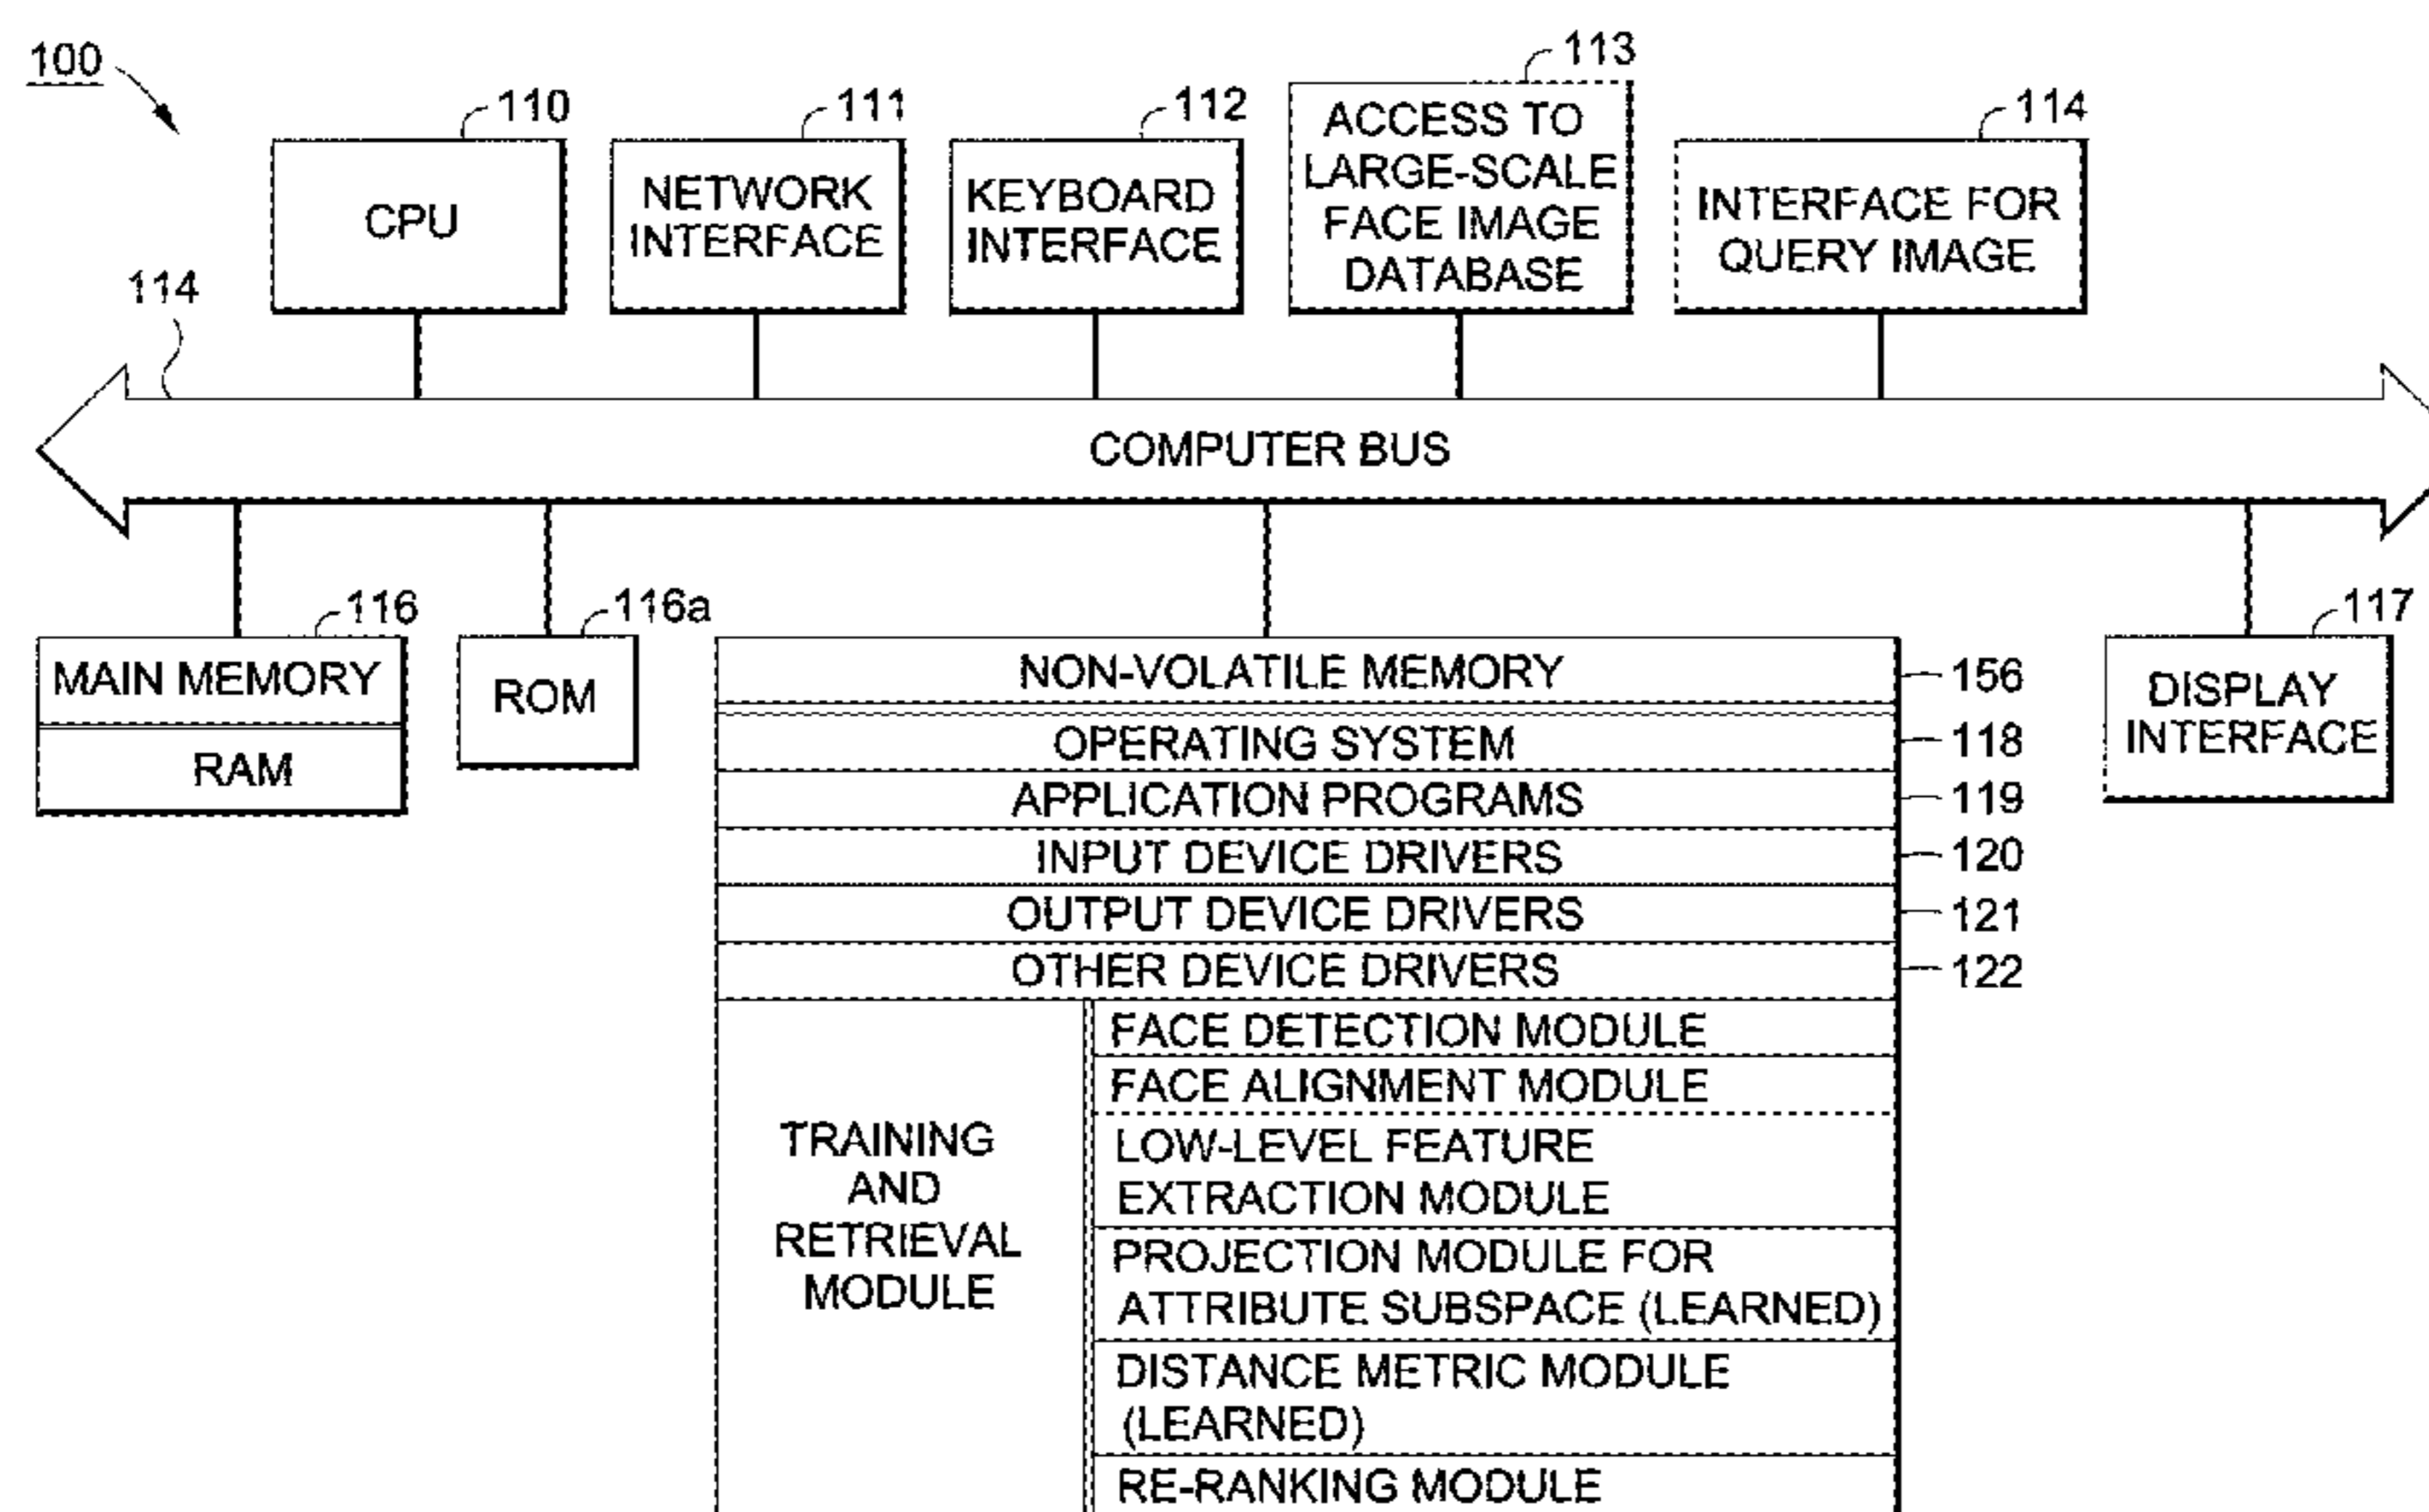 100
110
CPU
111
NETWORK
INTERFACE
112
KEYBOARD
INTERFACE
113
ACCESS TO
LARGE-SCALE
FACE IMAGE
DATABASE
114
INTERFACE FOR
QUERY IMAGE
114
COMPUTER BUS
116
MAIN MEMORY
RAM
116a
ROM
NON-VOLATILE MEMORY
156
OPERATING SYSTEM
118
APPLICATION PROGRAMS
119
INPUT DEVICE DRIVERS
120
OUTPUT DEVICE DRIVERS
121
OTHER DEVICE DRIVERS
122
117
DISPLAY
INTERFACE
TRAINING
AND
RETRIEVAL
MODULE
FACE DETECTION MODULE
FACE ALIGNMENT MODULE
LOW-LEVEL FEATURE
EXTRACTION MODULE
PROJECTION MODULE FOR
ATTRIBUTE SUBSPACE (LEARNED)
DISTANCE METRIC MODULE
(LEARNED)
RE-RANKING MODULE